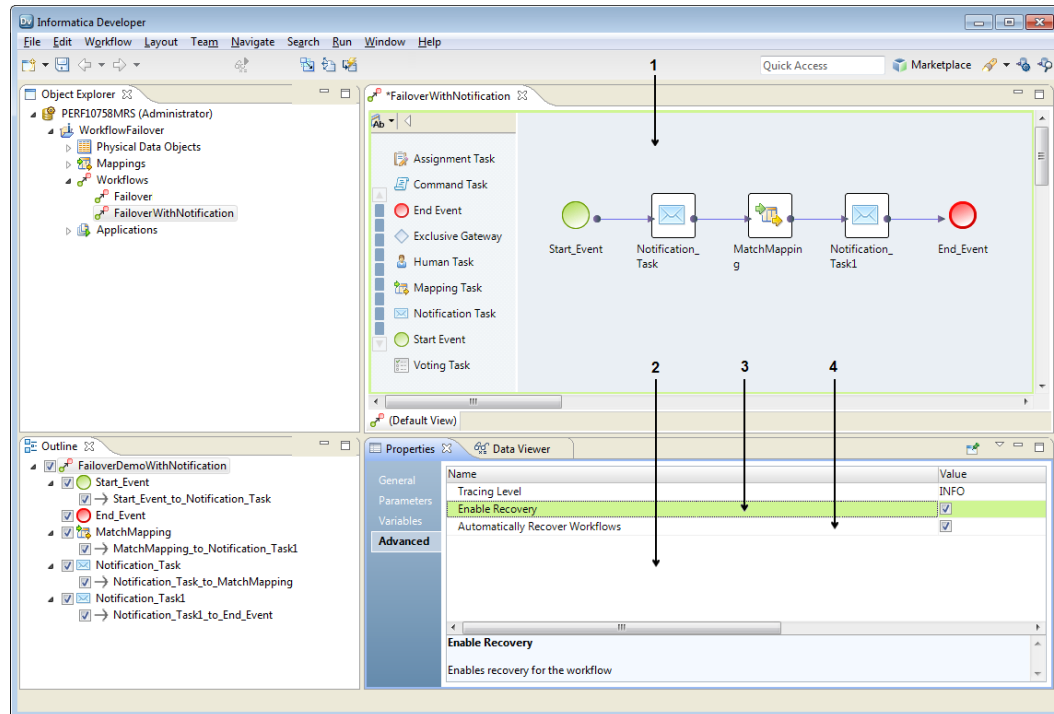 Informatica Developer
File Edit Workflow Layout Team Navigate Search Run Window Help
Quick Access
Marketplace
1
Object Explorer
PERF10758MRS (Administrator)
WorkflowFailover
Physical Data Objects
Mappings
Workflows
Failover
FailoverWithNotification
Applications
*FailoverWithNotification
Ab
Assignment Task
Command Task
End Event
Exclusive Gateway
Human Task
Mapping Task
Notification Task
Start Event
Voting Task
Start_Event
Notification_
Task
MatchMappin
g
Notification_
Task1
End_Event
2 3 4
(Default View)
Outline
FailoverDemoWithNotification
Start_Event
Start_Event_to_Notification_Task
End_Event
MatchMapping
MatchMapping_to_Notification_Task1
Notification_Task
Notification_Task_to_MatchMapping
Notification_Task1
Notification_Task1_to_End_Event
Properties Data Viewer
General
Parameters
Variables
Advanced
Name Value
Tracing Level INFO
Enable Recovery
Automatically Recover Workflows
Enable Recovery
Enables recovery for the workflow